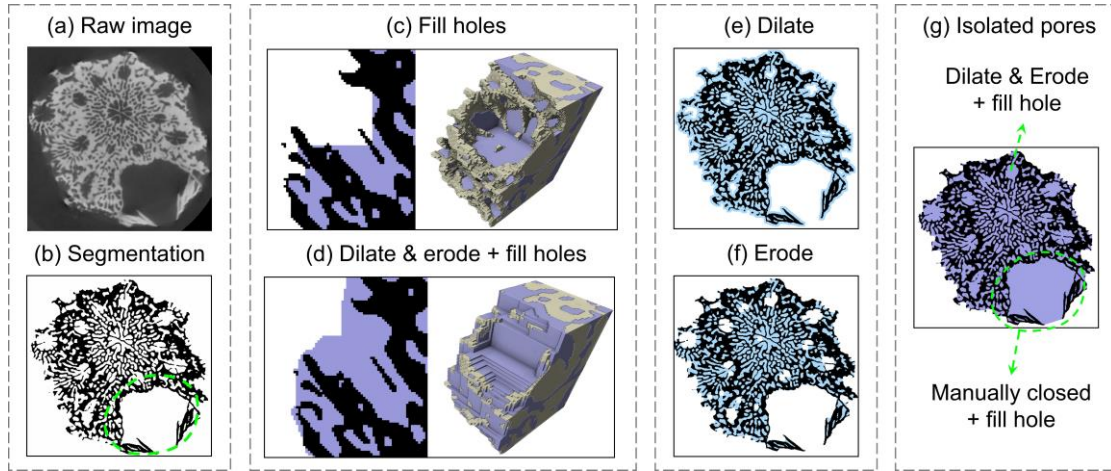 (a) Raw image
(b) Segmentation
(c) Fill holes
(d) Dilate & erode + fill holes
(e) Dilate
(f) Erode
(g) Isolated pores
Dilate & Erode
+ fill hole
Manually closed
+ fill hole